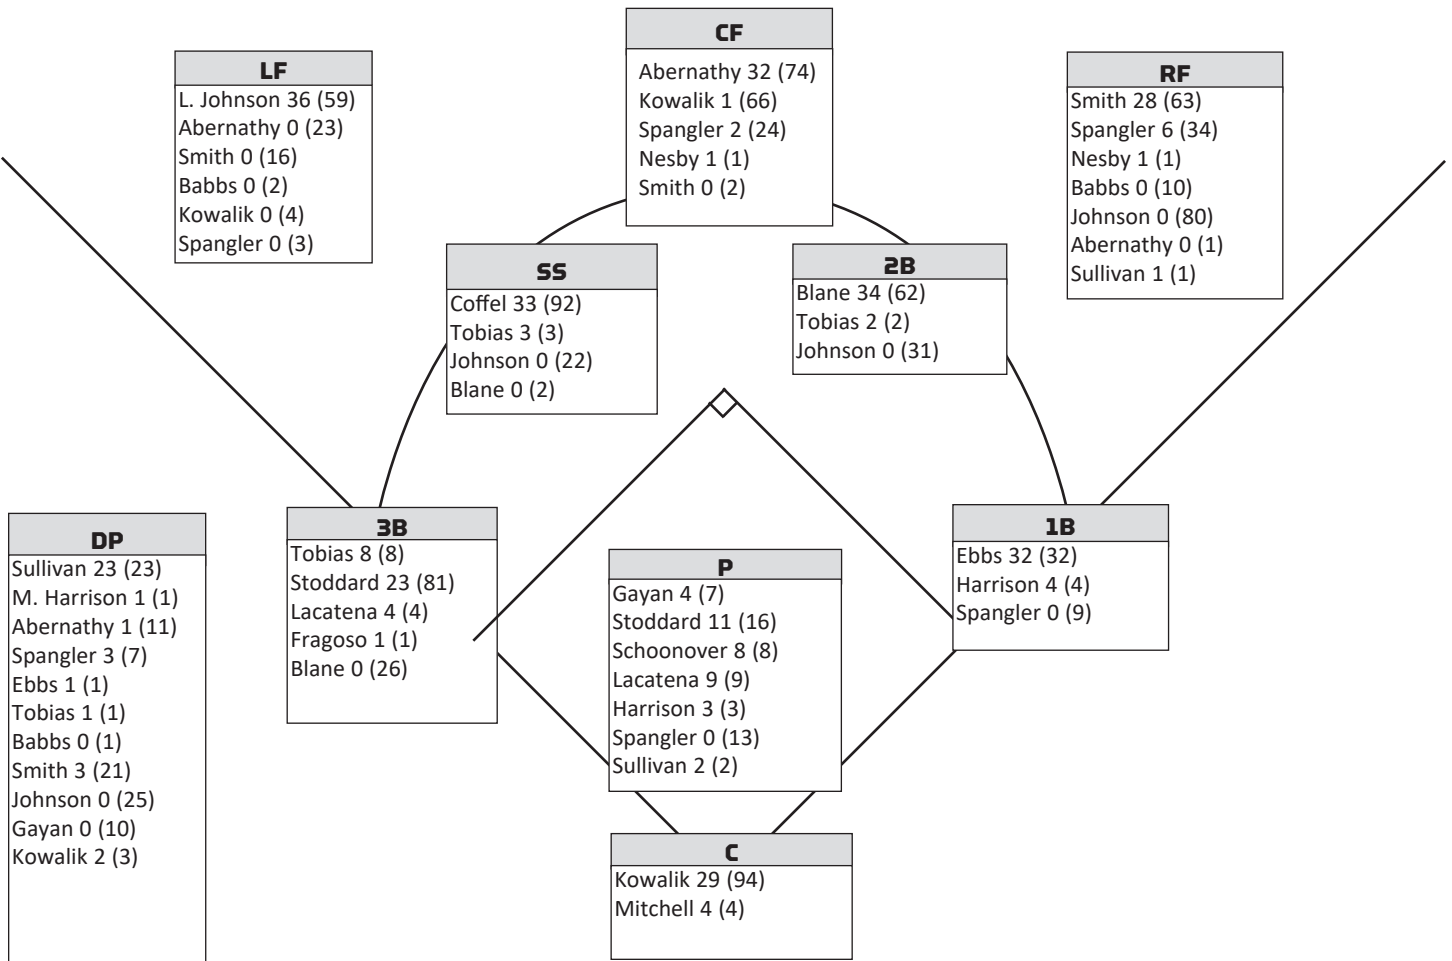 CF
Abernathy 32 (74)
Kowalik 1 (66)
Spangler 2 (24)
Nesby 1 (1)
Smith 0 (2)
LF
L. Johnson 36 (59)
Abernathy 0 (23)
Smith 0 (16)
Babbs 0 (2)
Kowalik 0 (4)
Spangler 0 (3)
RF
Smith 28 (63)
Spangler 6 (34)
Nesby 1 (1)
Babbs 0 (10)
Johnson 0 (80)
Abernathy 0 (1)
Sullivan 1 (1)
SS
Coffel 33 (92)
Tobias 3 (3)
Johnson 0 (22)
Blane 0 (2)
2B
Blane 34 (62)
Tobias 2 (2)
Johnson 0 (31)
DP
Sullivan 23 (23)
M. Harrison 1 (1)
Abernathy 1 (11)
Spangler 3 (7)
Ebbs 1 (1)
Tobias 1 (1)
Babbs 0 (1)
Smith 3 (21)
Johnson 0 (25)
Gayan 0 (10)
Kowalik 2 (3)
3B
Tobias 8 (8)
Stoddard 23 (81)
Lacatena 4 (4)
Fragoso 1 (1)
Blane 0 (26)
P
Gayan 4 (7)
Stoddard 11 (16)
Schoonover 8 (8)
Lacatena 9 (9)
Harrison 3 (3)
Spangler 0 (13)
Sullivan 2 (2)
1B
Ebbs 32 (32)
Harrison 4 (4)
Spangler 0 (9)
C
Kowalik 29 (94)
Mitchell 4 (4)